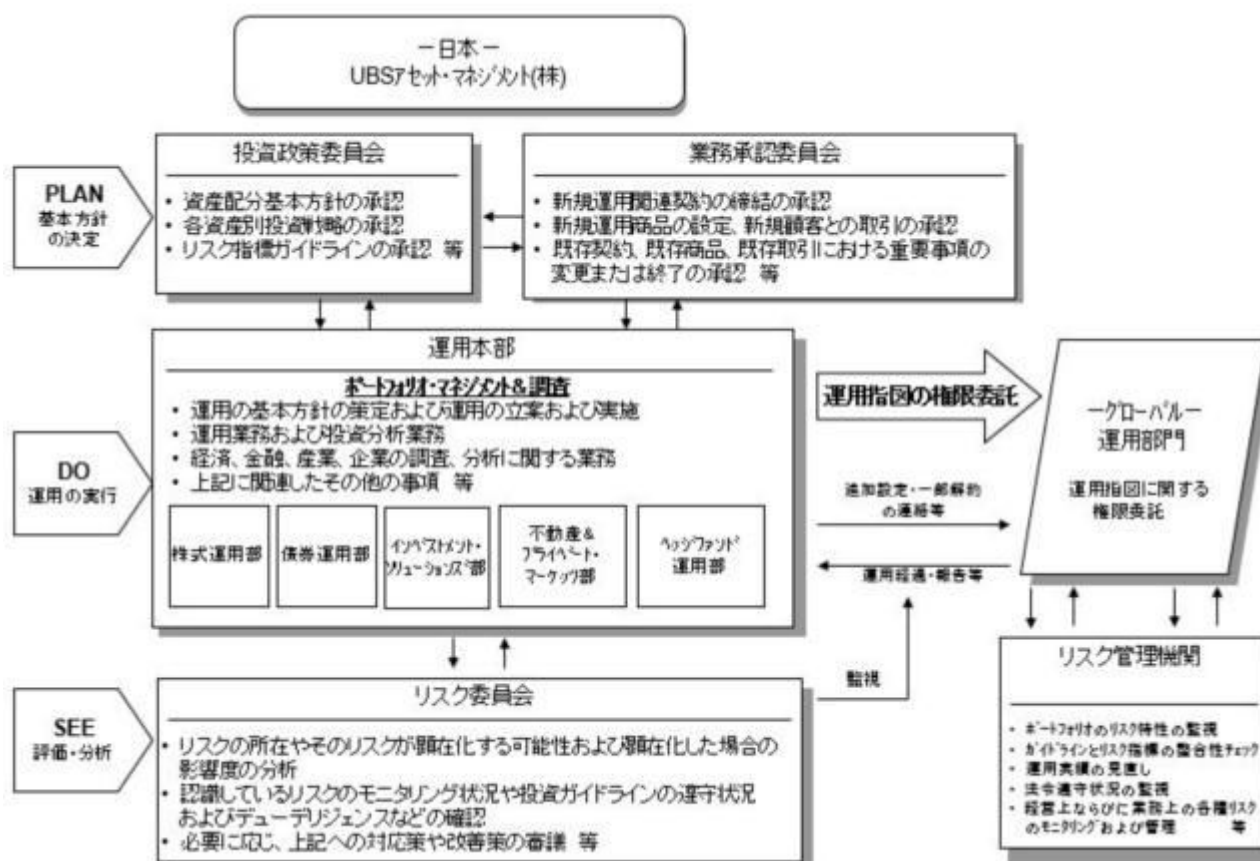 －日本－
UBSアセット・マネジメント(株)
PLAN
基本方針
の決定
投資政策委員会
・ 資産配分基本方針の承認
・ 各資産別投資戦略の承認
・ リスク指標ガイドラインの承認 等
業務承認委員会
・ 新規運用関連契約の締結の承認
・ 新規運用商品の設定、新規顧客との取引の承認
・ 既存契約、既存商品、既存取引における重要事項の
変更または終了の承認 等
DO
運用の実行
運用本部
ポートフォリオ・マネジメント&調査
・ 運用の基本方針の策定および運用の立案および実施
・ 運用業務および投資分析業務
・ 経済、金融、産業、企業の調査、分析に関する業務
・ 上記に関連したその他の事項 等
株式運用部
債券運用部
インベストメント・
ソリューションズ部
不動産&
プライベート・
マーケッツ部
ヘッジファンド
運用部
運用指図の権限委託
追加設定・一部解約
の連絡等
運用経過・報告等
監視
－グローバル－
運用部門
運用指図に関する
権限委託
SEE
評価・分析
リスク委員会
・ リスクの所在やそのリスクが顕在化する可能性および顕在化した場合の
影響度の分析
・ 認識しているリスクのモニタリング状況や投資ガイドラインの遵守状況
およびデューデリジェンスなどの確認
・ 必要に応じ、上記への対応策や改善策の審議 等
リスク管理機関
・ ポートフォリオのリスク特性の監視
・ ガイドラインとリスク指標の整合性チェック
・ 運用実績の見直し
・ 法令遵守状況の監視
・ 経営上ならびに業務上の各種リスク
のモニタリングおよび管理 等